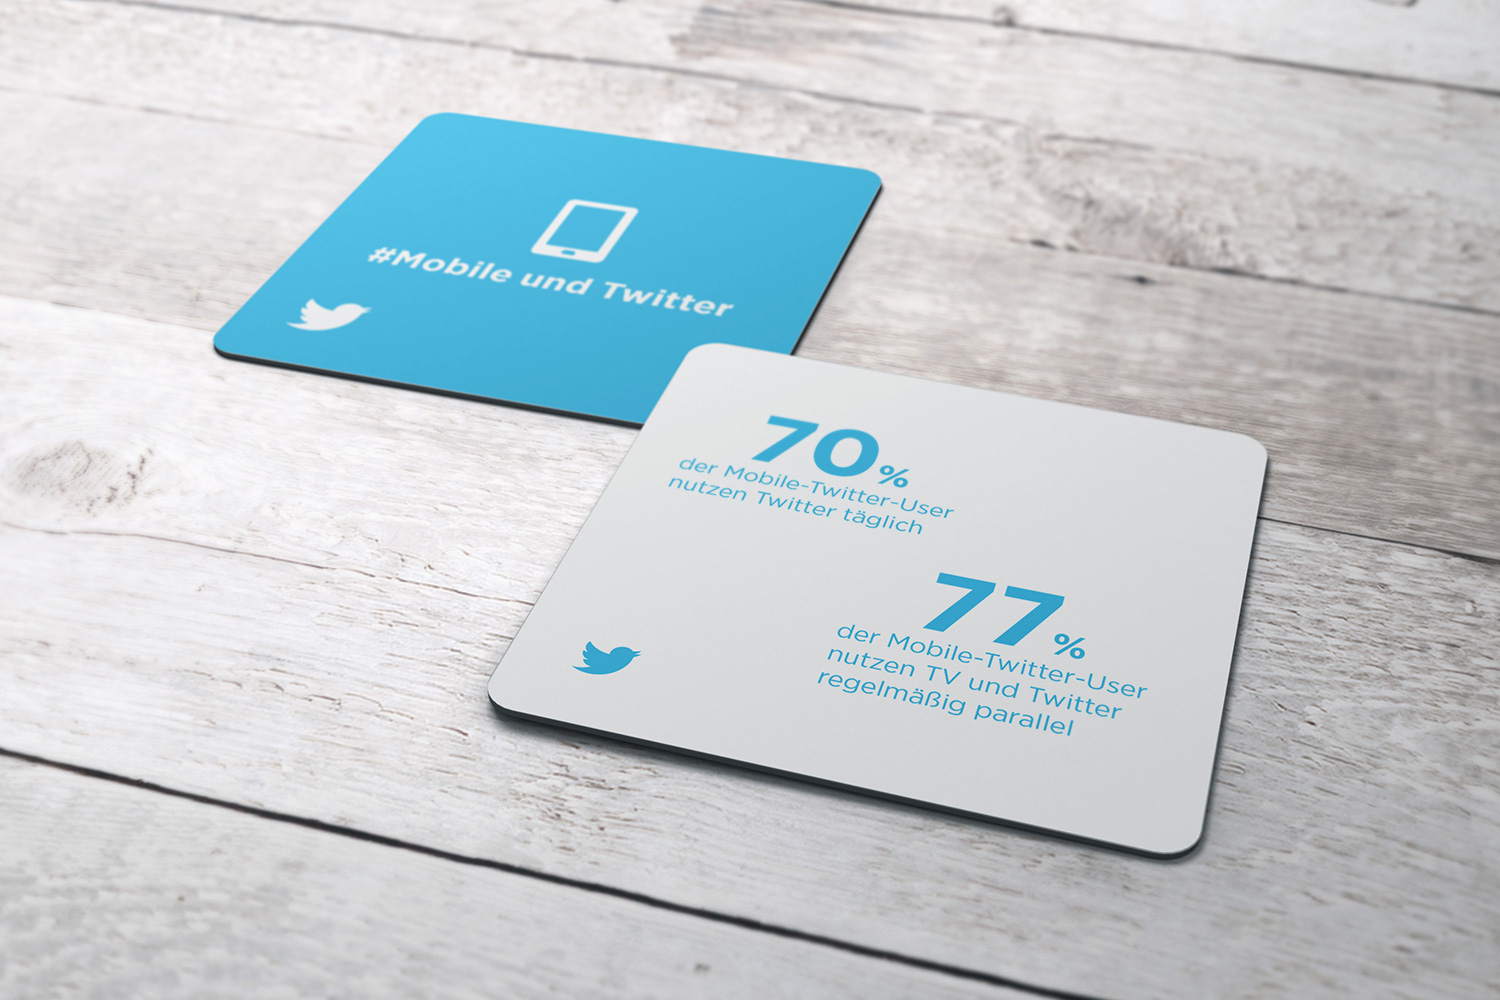 #Mobile und Twitter
70%
der Mobile-Twitter-User
nutzen Twitter täglich
77%
der Mobile-Twitter-User
nutzen TV und Twitter
regelmäßig parallel